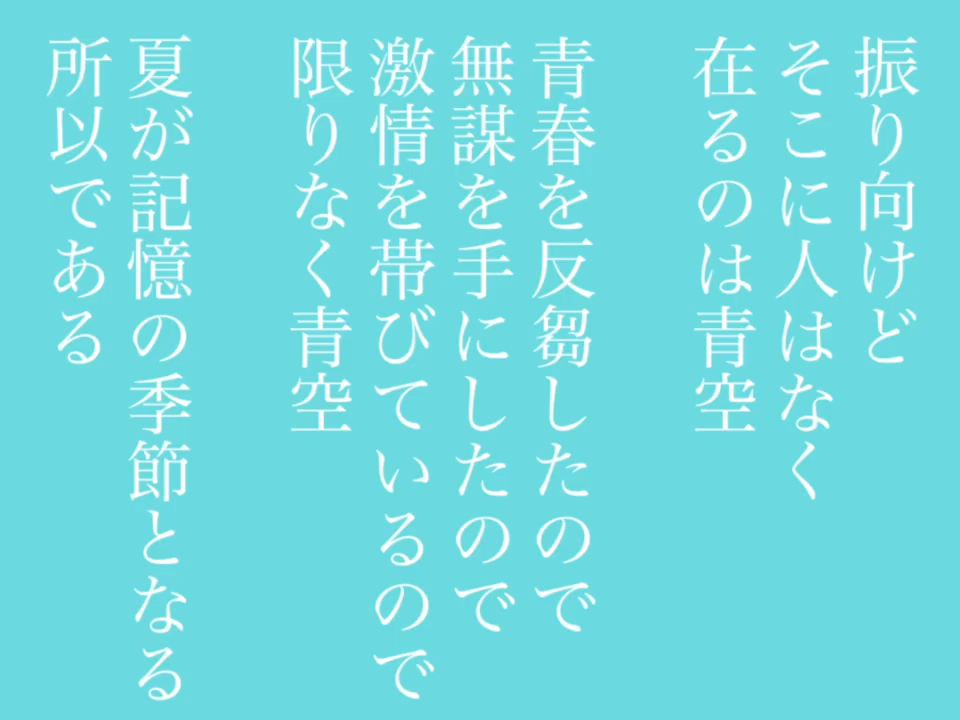 振り向けど
そこに人はなく
在るのは青空
青春を反芻したので
無謀を手にしたので
激情を帯びているので
限りなく青空
夏が記憶の季節となる
所以である